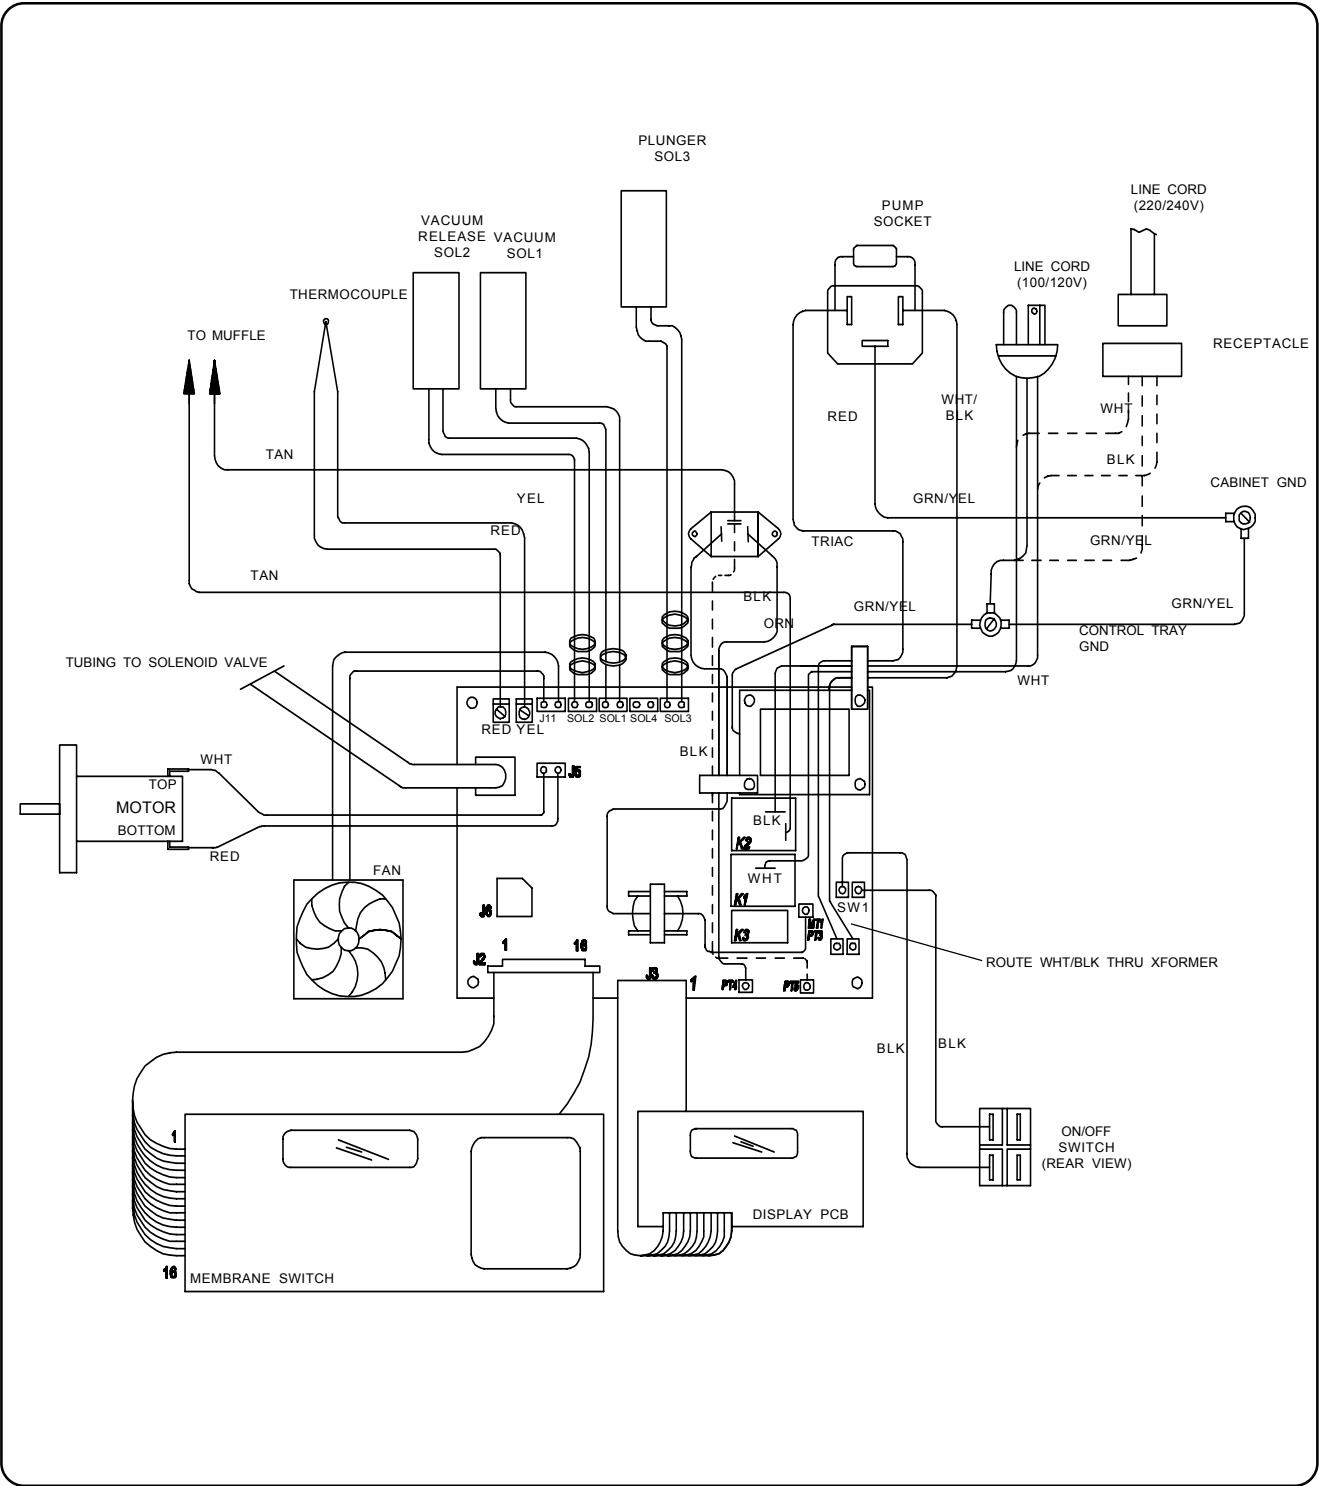 PLUNGER
SOL3
LINE CORD
(220/240V)
PUMP
SOCKET
VACUUM
RELEASE
SOL2
VACUUM
SOL1
LINE CORD
(100/120V)
THERMOCOUPLE
TO MUFFLE
RECEPTACLE
WHT/
BLK
WHT
RED
TAN
BLK
CABINET GND
YEL
GRN/YEL
RED
TRIAC
GRN/YEL
TAN
BLK
GRN/YEL
GRN/YEL
ORN
CONTROL TRAY
GND
TUBING TO SOLENOID VALVE
WHT
J11
SOL2
SOL1
SOL4
SOL3
RED YEL
BLK
WHT
J5
TOP
MOTOR
BOTTOM
BLK
K2
RED
FAN
WHT
K1
SW1
J6
MT1
PT3
K3
1
16
J2
ROUTE WHT/BLK THRU XFORMER
J3
1
PT4
PT5
BLK
BLK
1
ON/OFF
SWITCH
(REAR VIEW)
DISPLAY PCB
16
MEMBRANE SWITCH